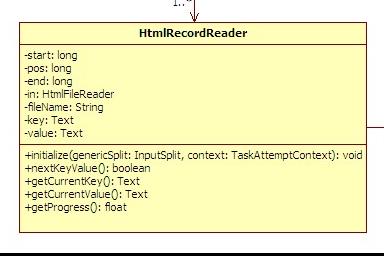 1..*
HtmlRecordReader
-start: long
-pos: long
-end: long
-in: HtmlFileReader
-fileName: String
-key: Text
-value: Text
+initialize(genericSplit: InputSplit, context: TaskAttemptContext): void
+nextKeyValue(): boolean
+getCurrentKey(): Text
+getCurrentValue(): Text
+getProgress(): float